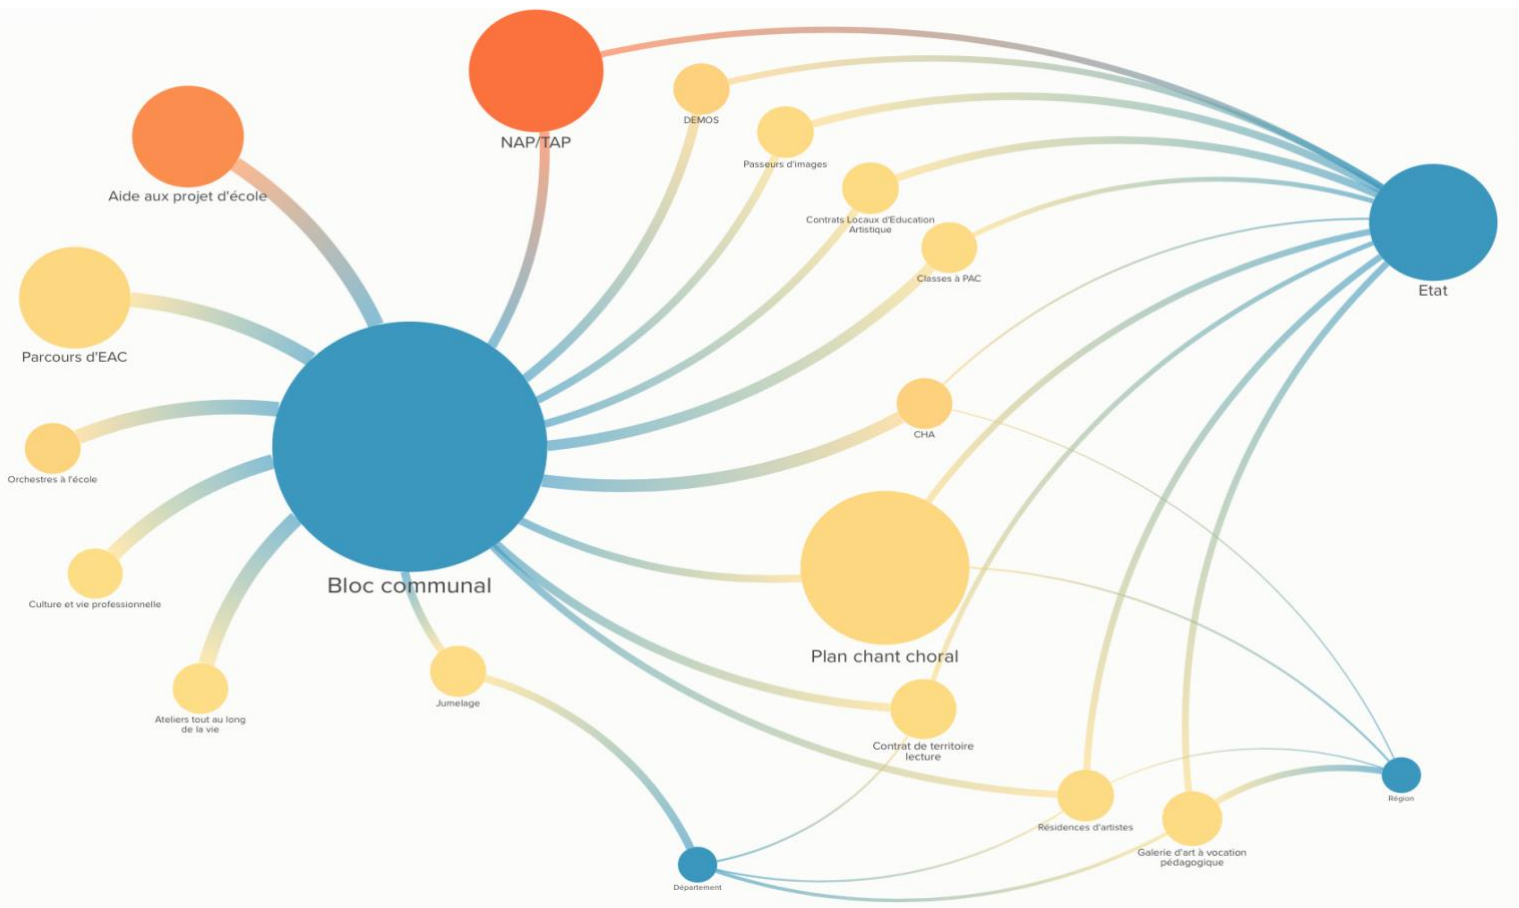 DEMOS
NAP/TAP
Passeurs d'images
Aide aux projet d'école
Contrats Locaux d'Education
Artistique
Classes à PAC
Etat
Parcours d'EAC
CHA
Orchestres à l'école
Bloc communal
Culture et vie professionnelle
Plan chant choral
Jumelage
Ateliers tout au long
de la vie
Contrat de territoire
lecture
Région
Résidences d'artistes
Galerie d'art à vocation
pédagogique
Département